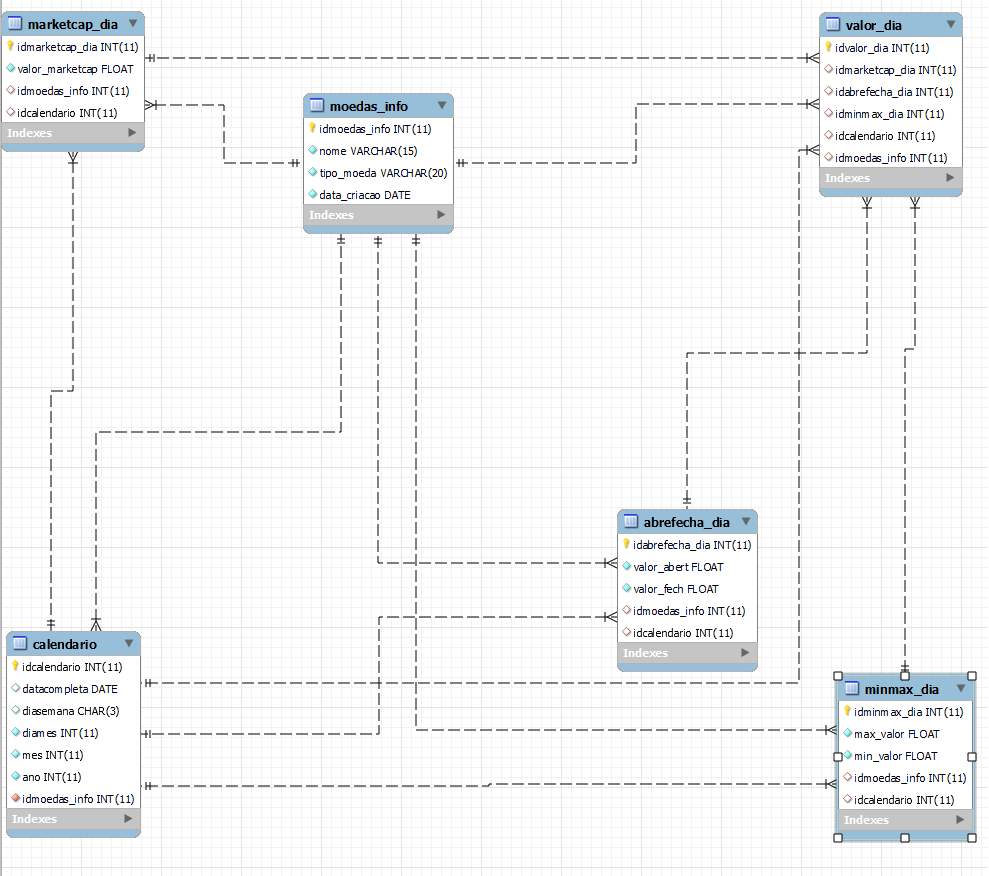 marketcap_dia
idmarketcap_dia INT(11)
valor_marketcap FLOAT
idmoedas_info INT(11)
idcalendario INT(11)
Indexes
moedas_info
idmoedas_info INT(11)
nome VARCHAR(15)
tipo_moeda VARCHAR(20)
data_criacao DATE
Indexes
valor_dia
idvalor_dia INT(11)
idmarketcap_dia INT(11)
idabrefecha_dia INT(11)
idminmax_dia INT(11)
idcalendario INT(11)
idmoedas_info INT(11)
Indexes
abrefecha_dia
idabrefecha_dia INT(11)
valor_abert FLOAT
valor_fech FLOAT
idmoedas_info INT(11)
idcalendario INT(11)
Indexes
calendario
idcalendario INT(11)
datacompleta DATE
diasemana CHAR(3)
diames INT(11)
mes INT(11)
ano INT(11)
idmoedas_info INT(11)
Indexes
minmax_dia
idminmax_dia INT(11)
max_valor FLOAT
min_valor FLOAT
idmoedas_info INT(11)
idcalendario INT(11)
Indexes